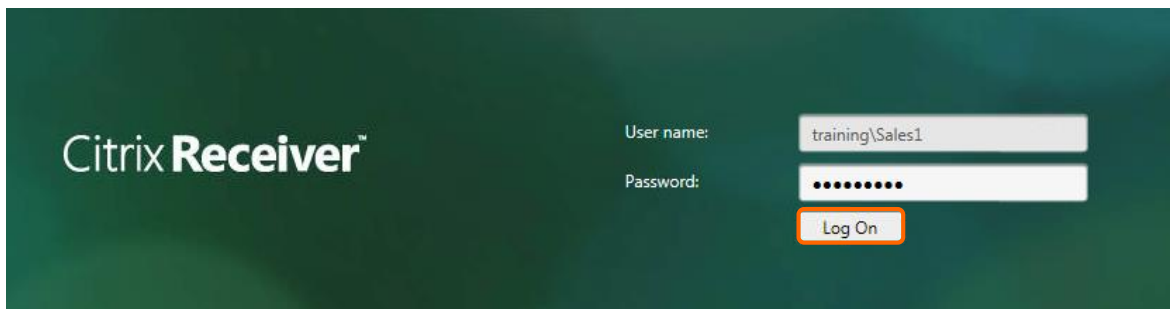 Citrix Receiver™
User name:
training\Sales1
Password:
•••••••••
Log On